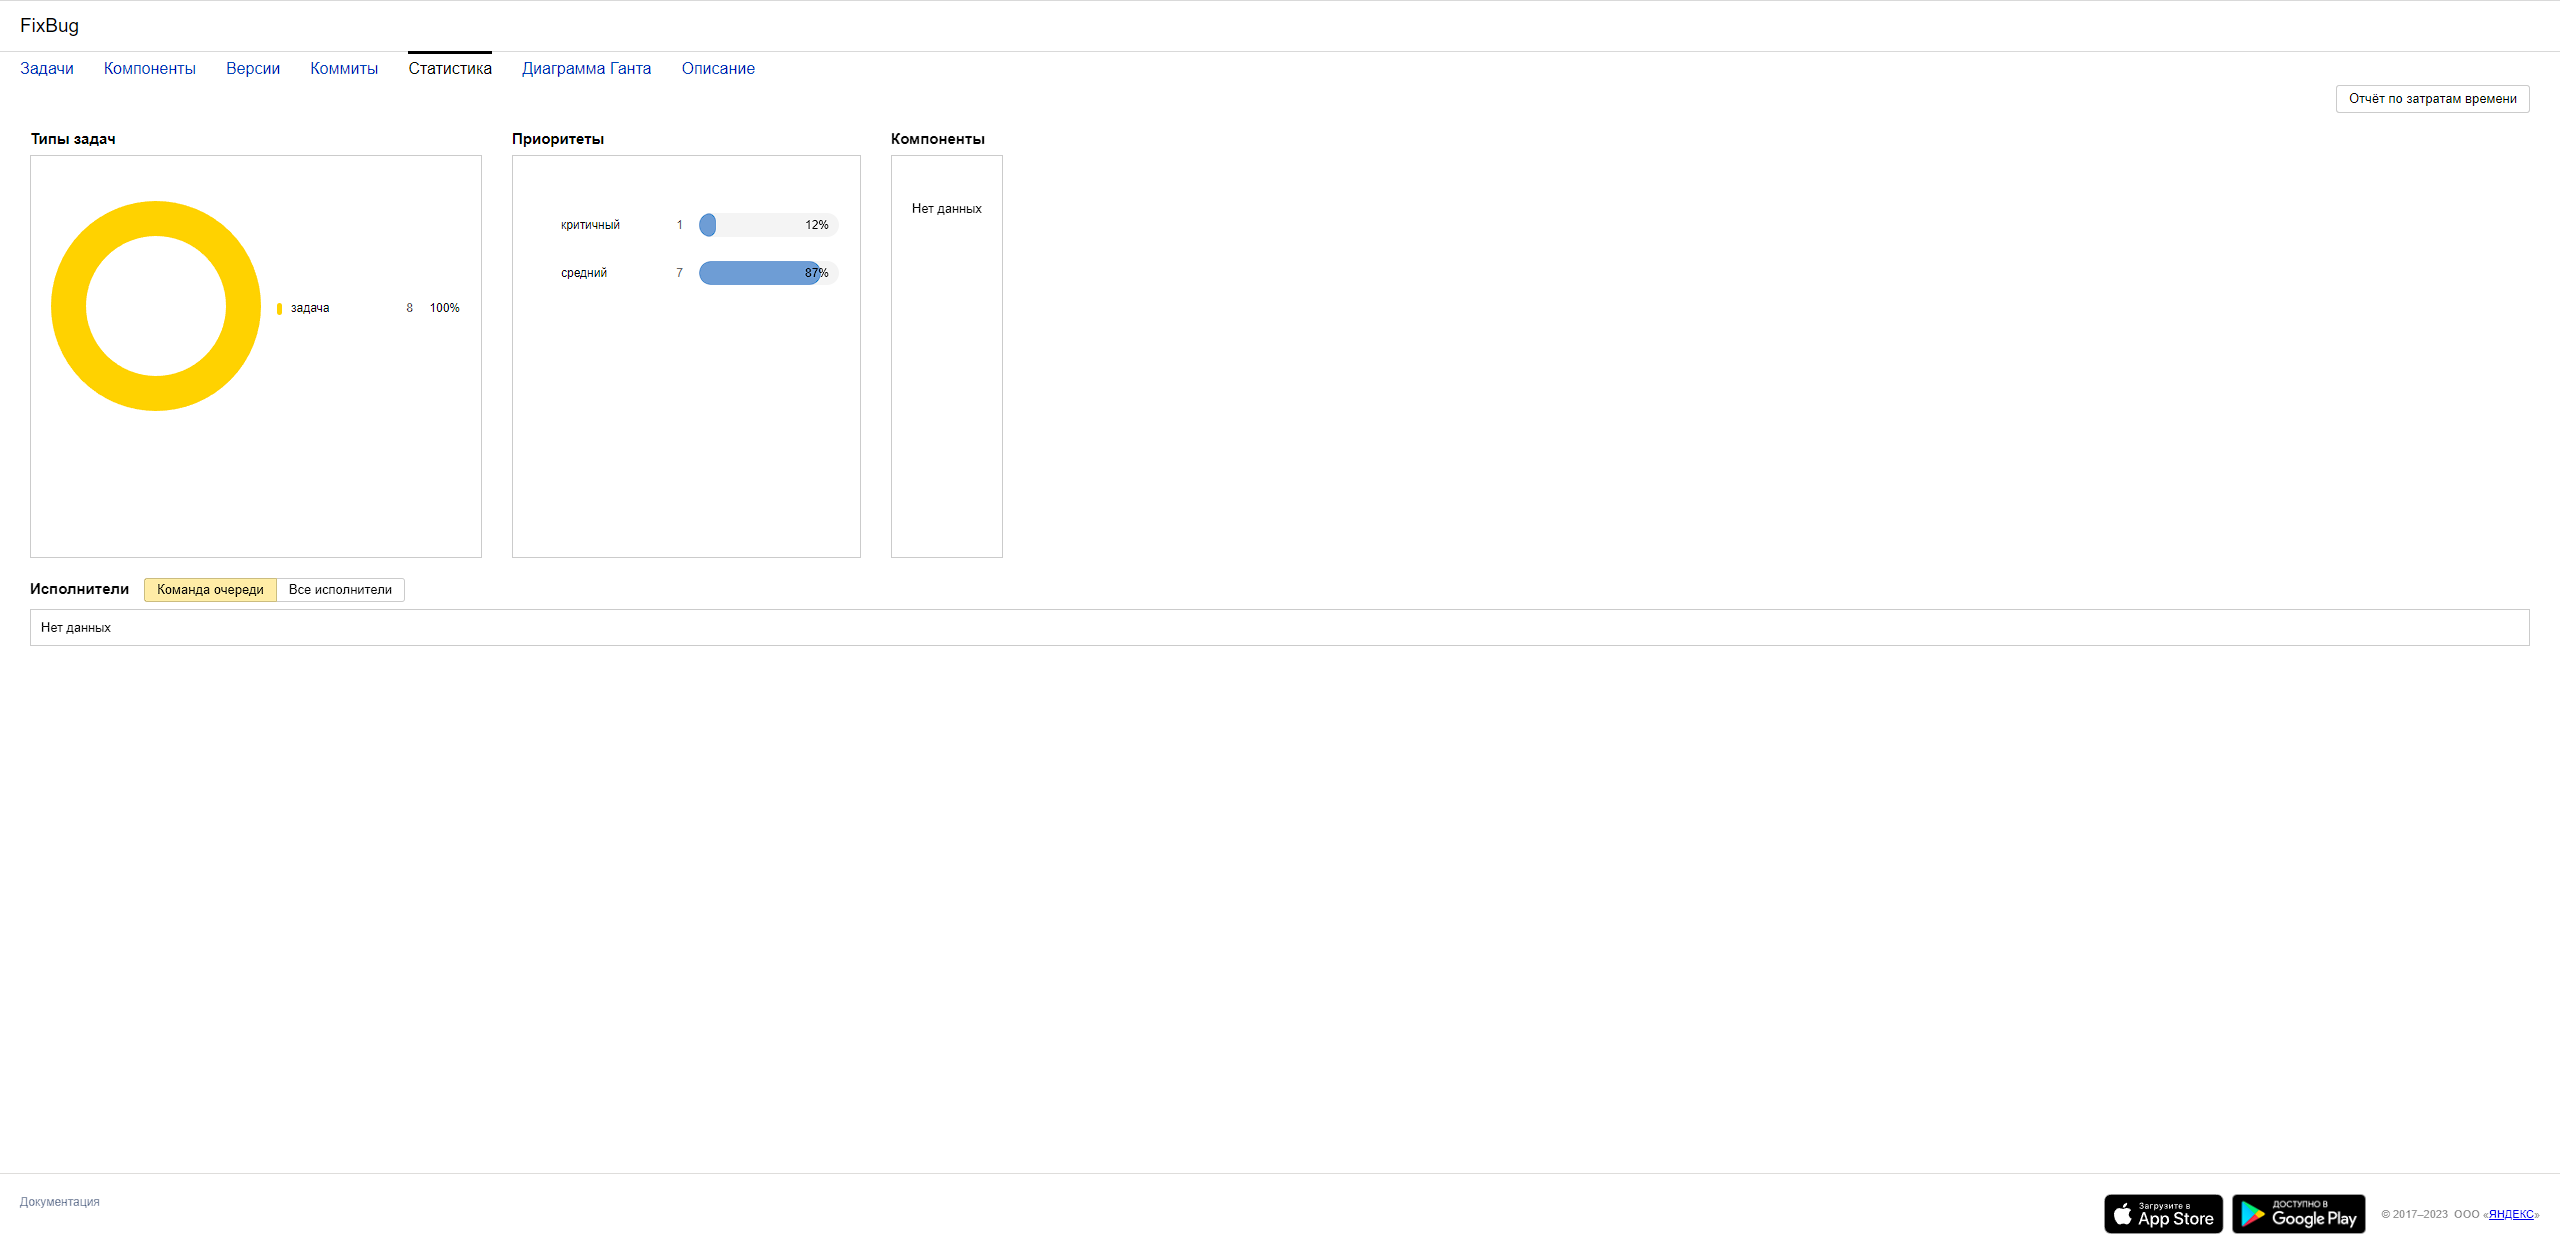 FixBug
Задачи Компоненты Версии Коммиты Статистика Диаграмма Ганта Описание
Отчёт по затратам времени
Типы задач
задача 8 100%
Приоритеты
критичный 1 12%
средний 7 87%
Компоненты
Нет данных
Исполнители Команда очереди Все исполнители
Нет данных
Документация
Загрузите в
App Store
ДОСТУПНО В
Google Play
© 2017–2023 ООО «ЯНДЕКС»